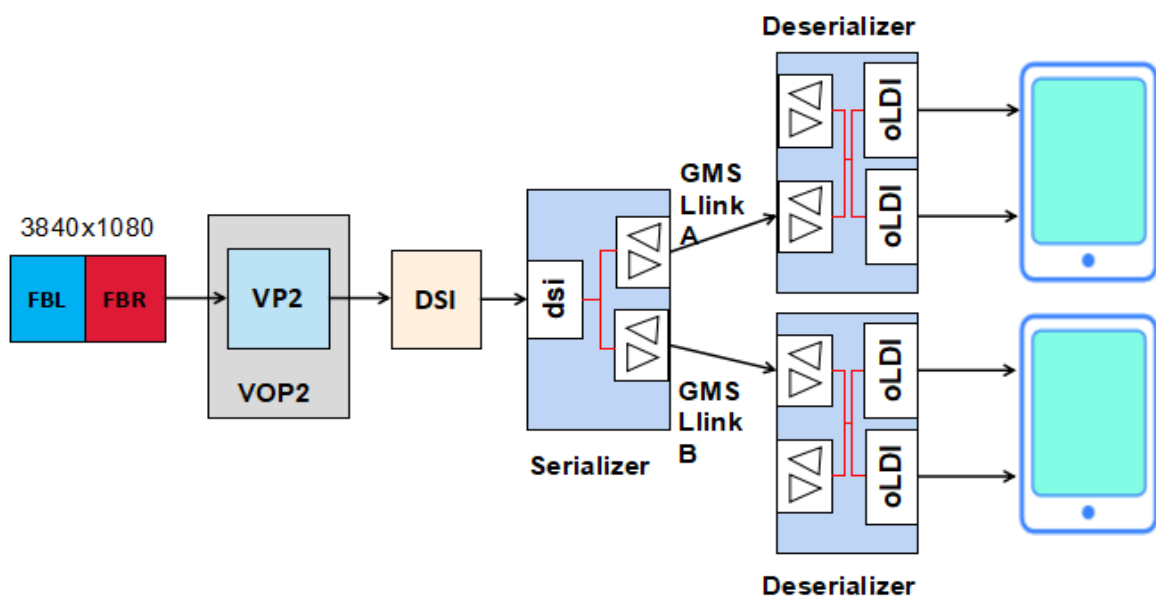 Deserializer
oLDI
oLDI
GMS
Llink
A
3840x1080
FBL
FBR
VP2
VOP2
DSI
dsi
Serializer
GMS
Llink
B
oLDI
oLDI
Deserializer